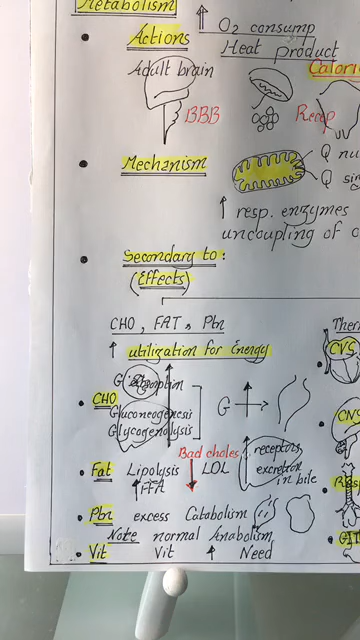 Metabolism
↑ O2 consump
• Actions Heat product
Adult brain Calori
BBB Recep
• Mechanism Q nu
Q si
↑ resp. enzymes
uncoupling of o
• Secondary to:
(Effects)
CHO, FAT & Ptn Ther
↑ utilization for Energy CVS
G absorption
• CHO Gluconeogenesis G CNS
Glycogenolysis
Bad choles receptors
• Fat Lipolysis LDL excretion Resp
↑FFA in bile
• Ptn excess Catabolism
Note normal Anabolism GIT
• Vit Vit ↑ Need